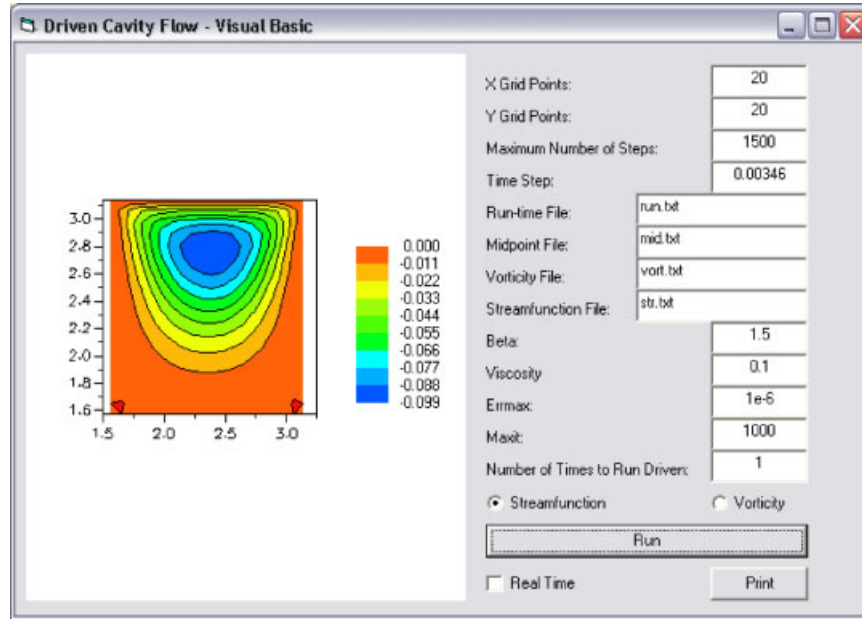 Driven Cavity Flow - Visual Basic
X Grid Points: 20
Y Grid Points: 20
Maximum Number of Steps: 1500
Time Step: 0.00346
Run-time File: run.txt
Midpoint File: mid.txt
Vorticity File: vort.txt
Streamfunction File: str.txt
Beta: 1.5
Viscosity 0.1
Errmax: 1e-6
Maxit: 1000
Number of Times to Run Driven: 1
Streamfunction Vorticity
Run
Real Time Print
3.0
2.8
2.6
2.4
2.2
2.0
1.8
1.6
1.5 2.0 2.5 3.0
0.000
-0.011
-0.022
-0.033
-0.044
-0.055
-0.066
-0.077
-0.088
-0.099